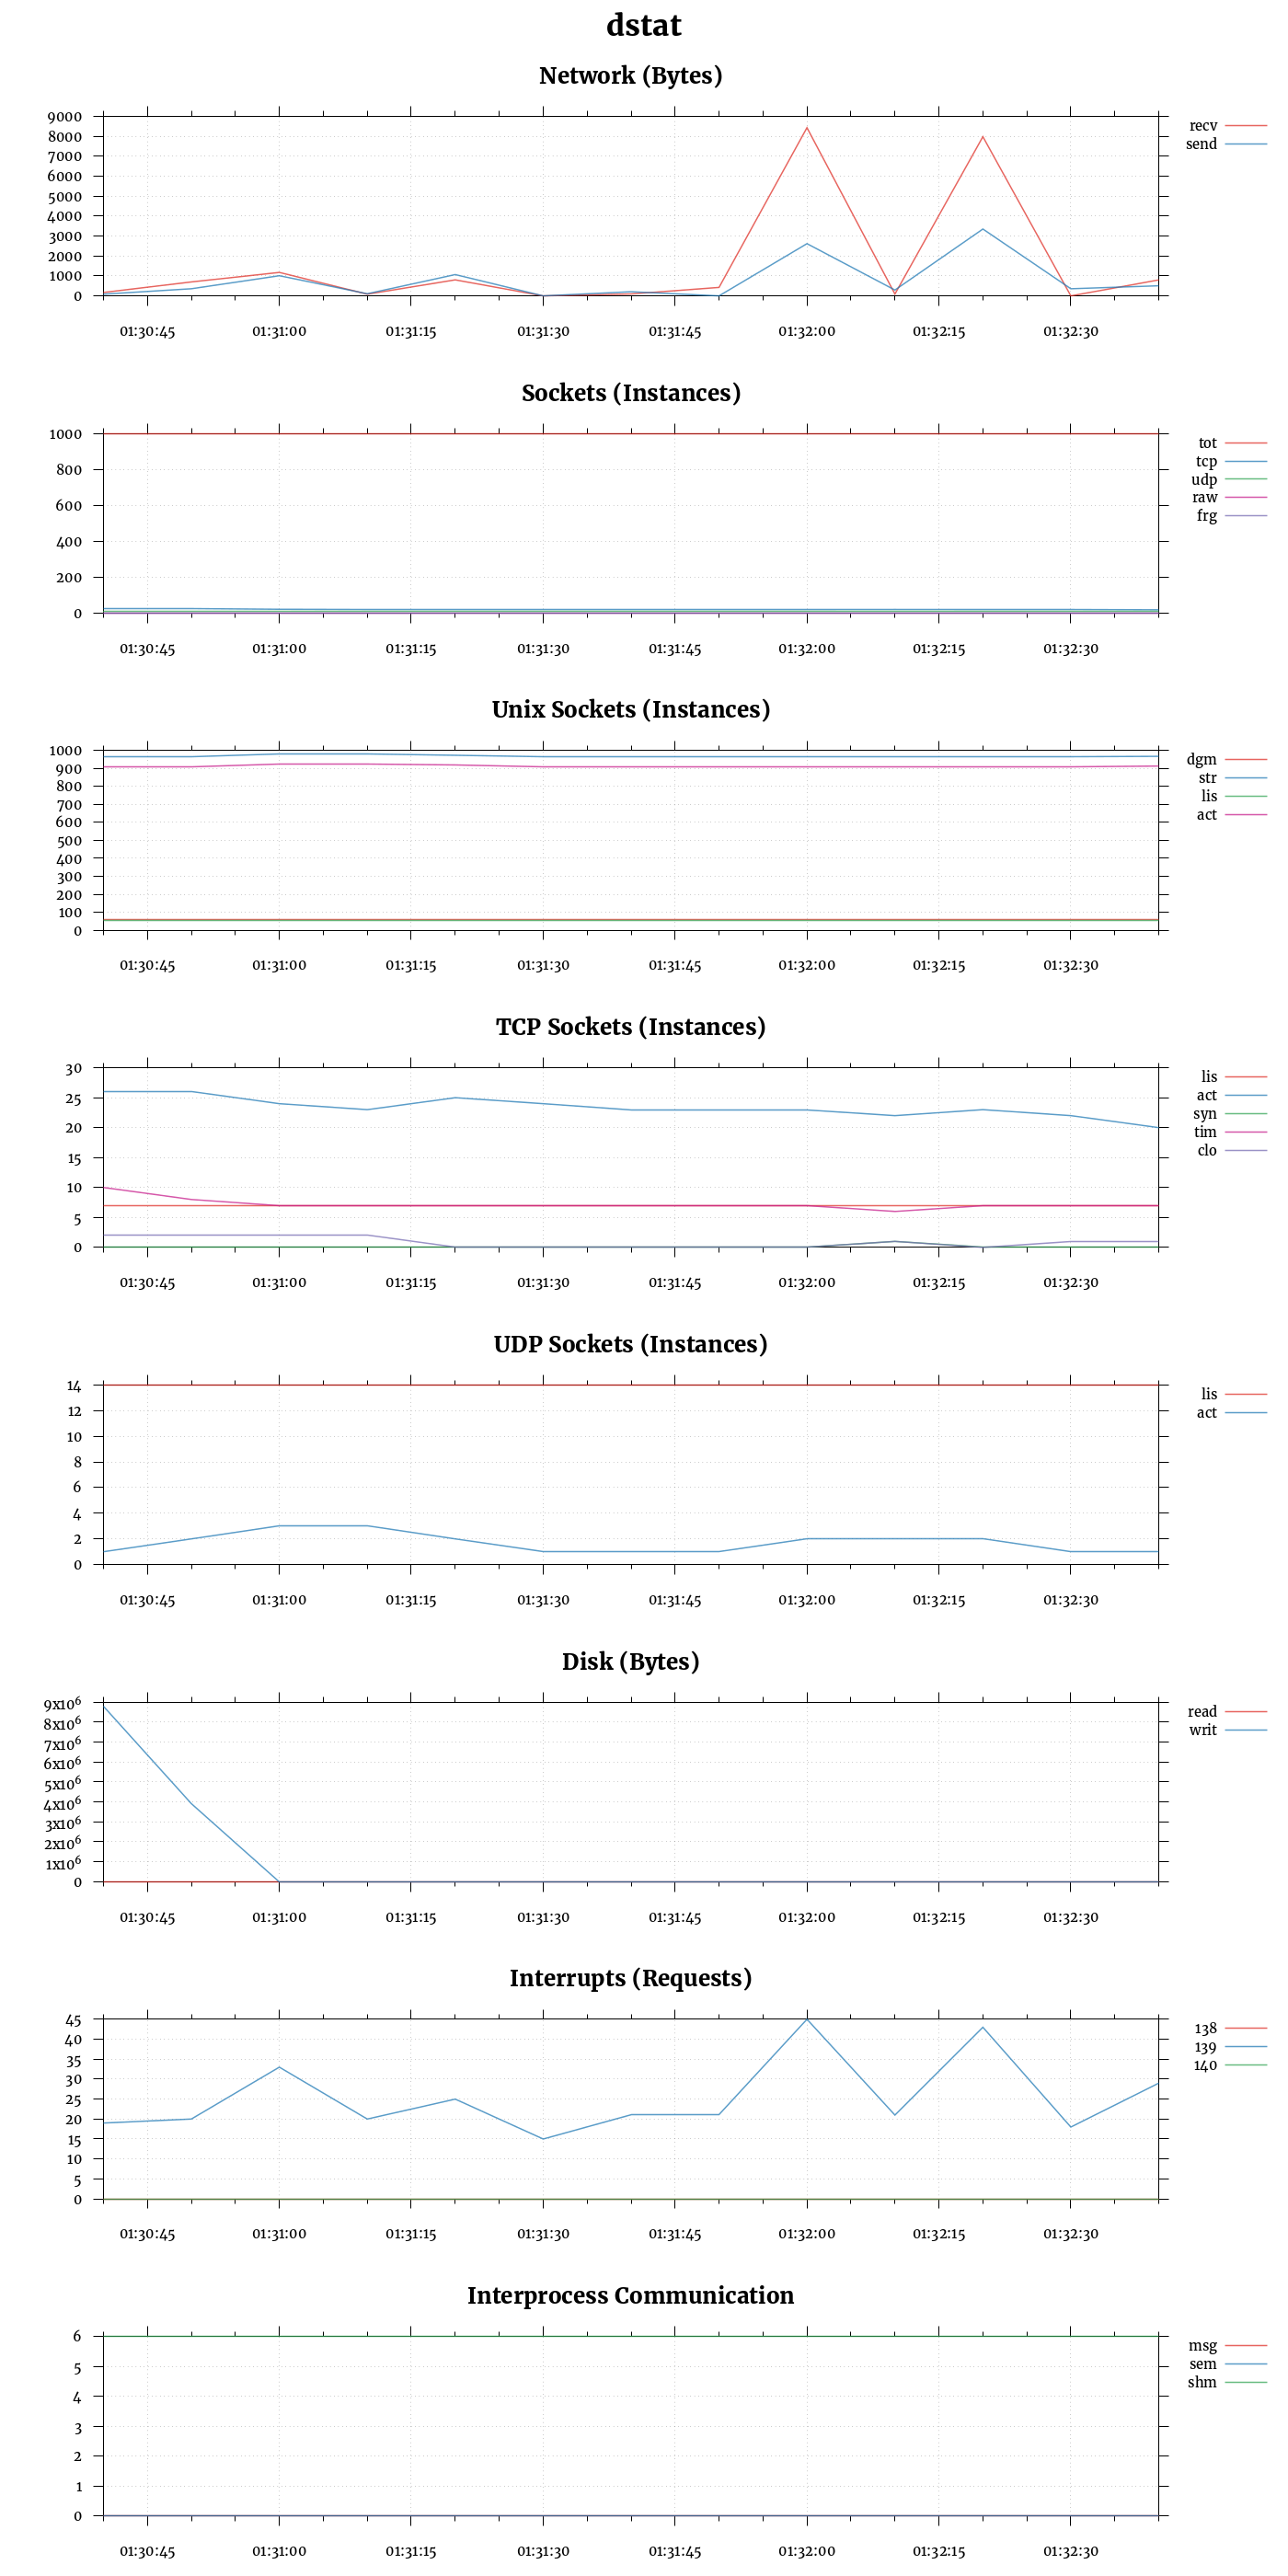 dstat
Network (Bytes)
9000
8000
7000
6000
5000
4000
3000
2000
1000
0
01:30:45 01:31:00 01:31:15 01:31:30 01:31:45 01:32:00 01:32:15 01:32:30
recv
send
Sockets (Instances)
1000
800
600
400
200
0
01:30:45 01:31:00 01:31:15 01:31:30 01:31:45 01:32:00 01:32:15 01:32:30
tot
tcp
udp
raw
frg
Unix Sockets (Instances)
1000
900
800
700
600
500
400
300
200
100
0
01:30:45 01:31:00 01:31:15 01:31:30 01:31:45 01:32:00 01:32:15 01:32:30
dgm
str
lis
act
TCP Sockets (Instances)
30
25
20
15
10
5
0
01:30:45 01:31:00 01:31:15 01:31:30 01:31:45 01:32:00 01:32:15 01:32:30
lis
act
syn
tim
clo
UDP Sockets (Instances)
14
12
10
8
6
4
2
0
01:30:45 01:31:00 01:31:15 01:31:30 01:31:45 01:32:00 01:32:15 01:32:30
lis
act
Disk (Bytes)
9x10⁶
8x10⁶
7x10⁶
6x10⁶
5x10⁶
4x10⁶
3x10⁶
2x10⁶
1x10⁶
0
01:30:45 01:31:00 01:31:15 01:31:30 01:31:45 01:32:00 01:32:15 01:32:30
read
writ
Interrupts (Requests)
45
40
35
30
25
20
15
10
5
0
01:30:45 01:31:00 01:31:15 01:31:30 01:31:45 01:32:00 01:32:15 01:32:30
138
139
140
Interprocess Communication
6
5
4
3
2
1
0
01:30:45 01:31:00 01:31:15 01:31:30 01:31:45 01:32:00 01:32:15 01:32:30
msg
sem
shm